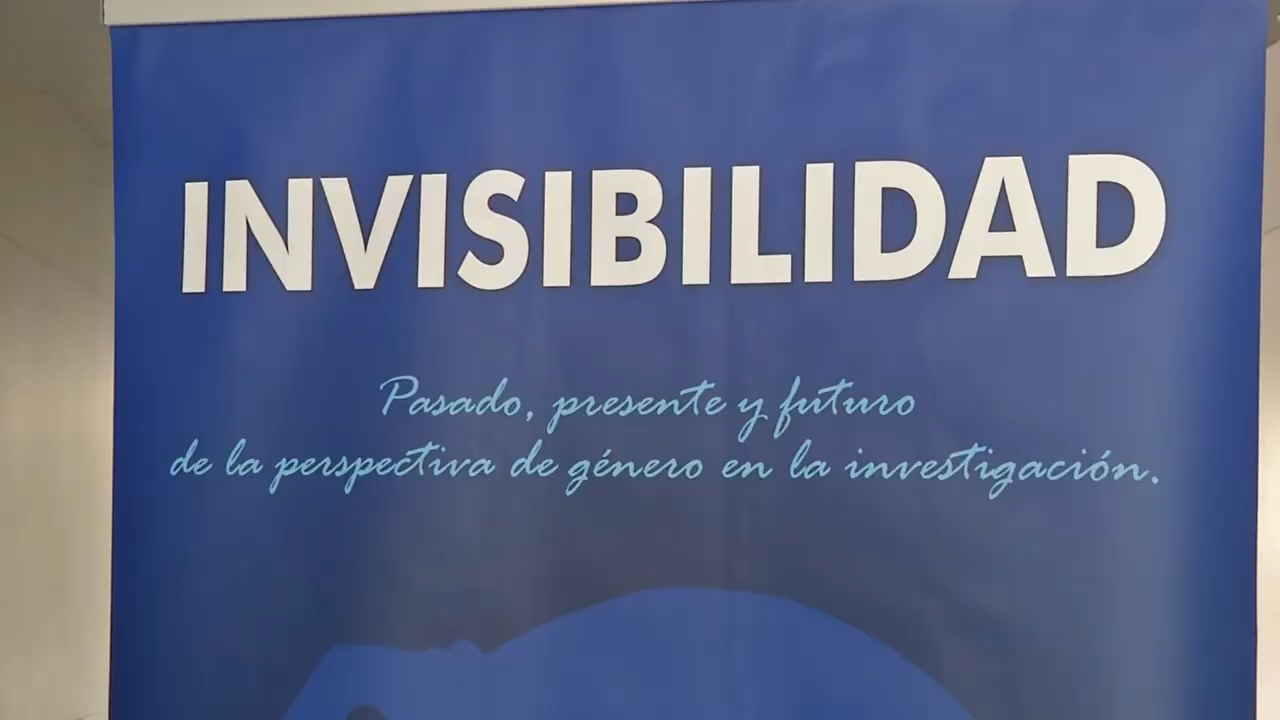 INVISIBILIDAD
Pasado, presente y futuro
de la perspectiva de género en la investigación.